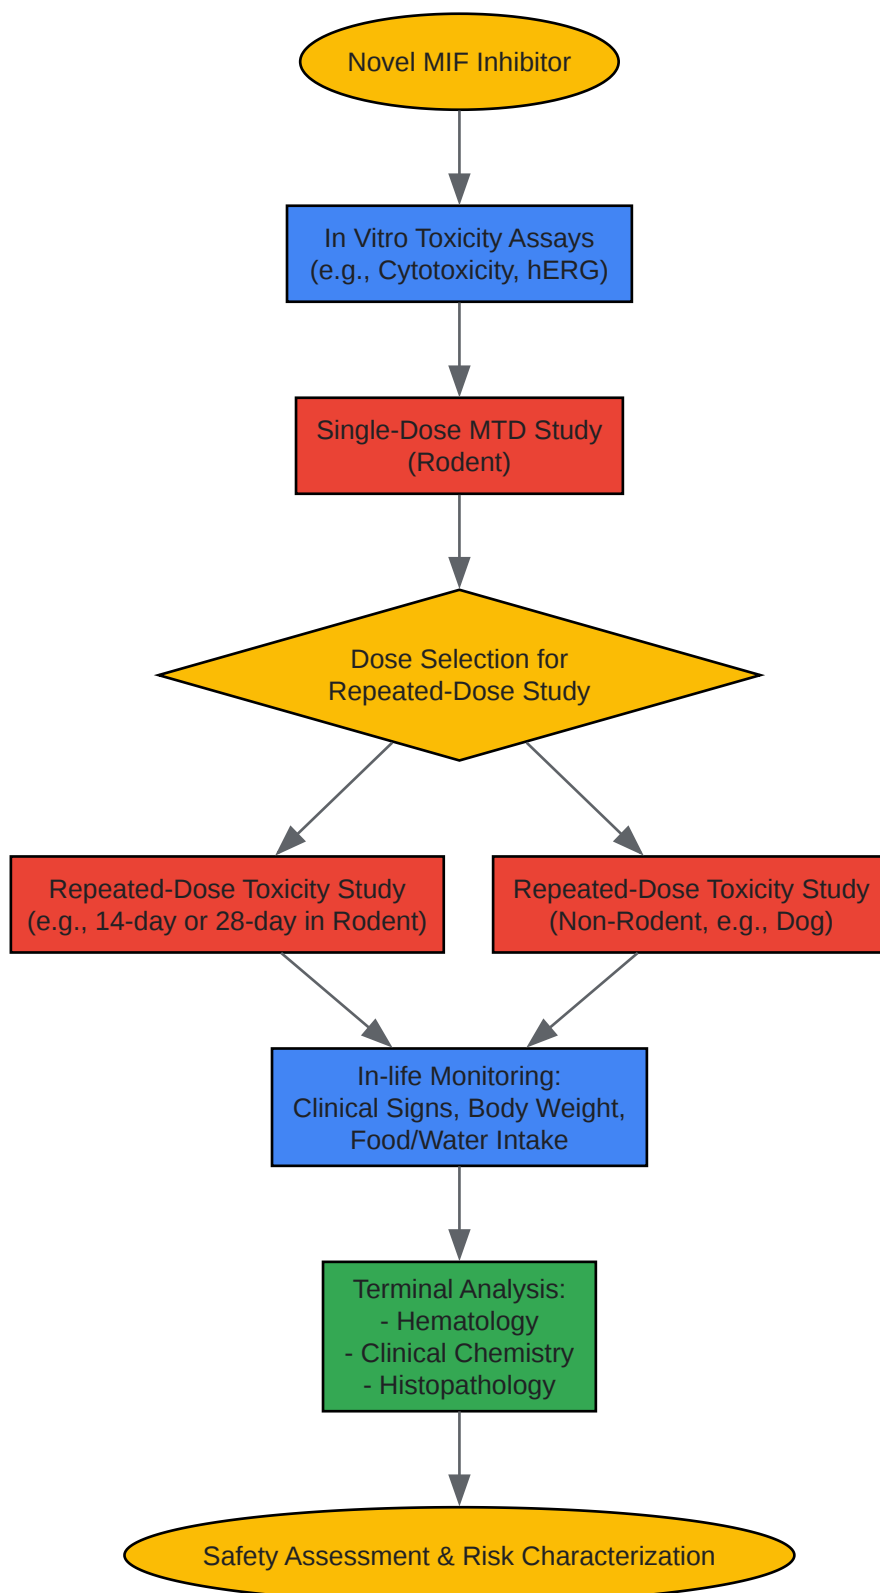 Novel MIF Inhibitor
In Vitro Toxicity Assays
(e.g., Cytotoxicity, hERG)
Single-Dose MTD Study
(Rodent)
Dose Selection for
Repeated-Dose Study
Repeated-Dose Toxicity Study
(e.g., 14-day or 28-day in Rodent)
Repeated-Dose Toxicity Study
(Non-Rodent, e.g., Dog)
In-life Monitoring:
Clinical Signs, Body Weight,
Food/Water Intake
Terminal Analysis:
- Hematology
- Clinical Chemistry
- Histopathology
Safety Assessment & Risk Characterization